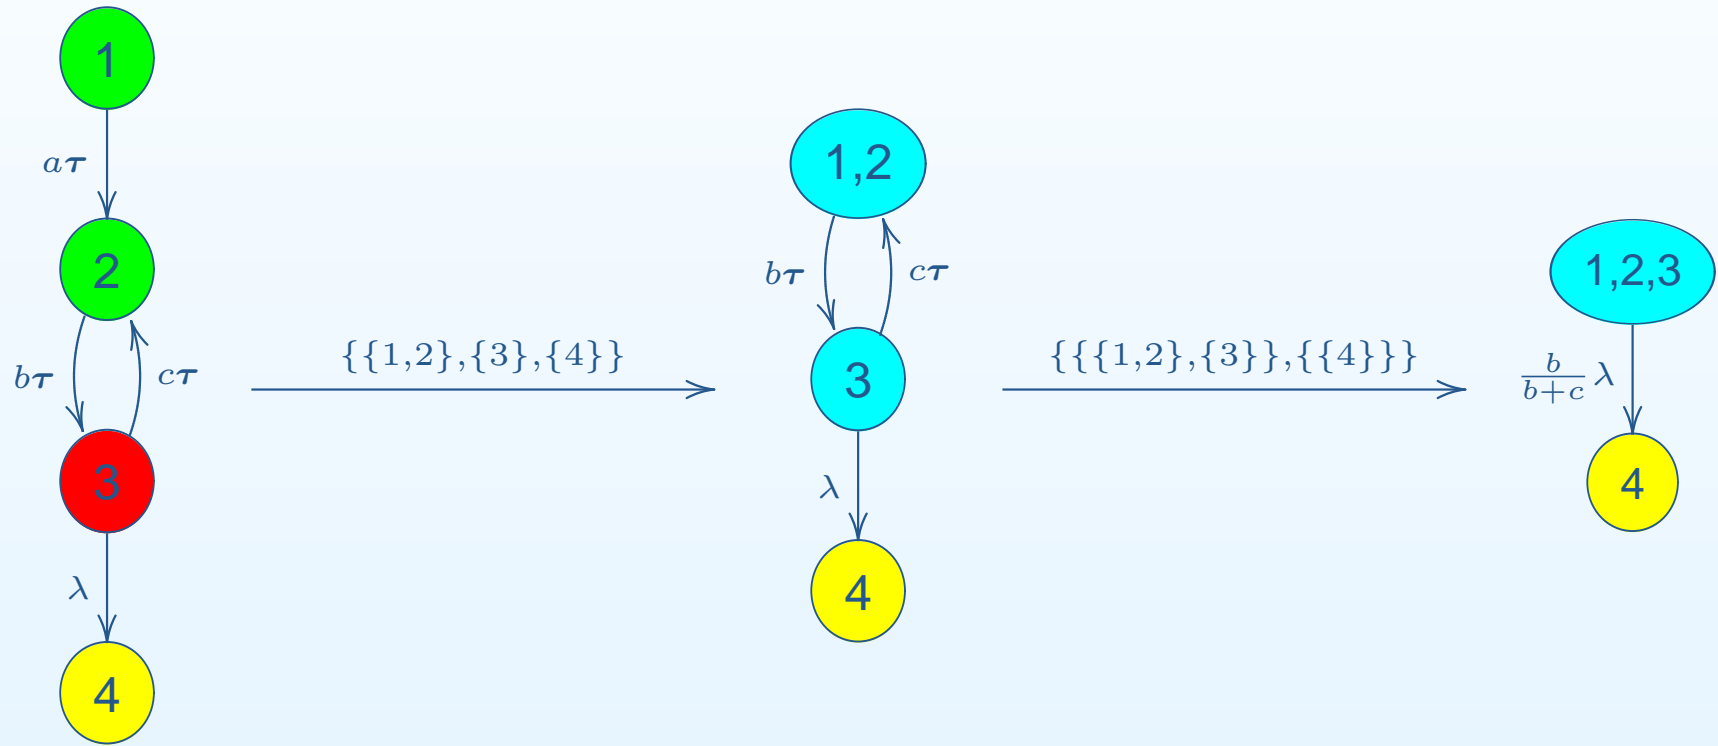 1
aτ
2
bτ
cτ
3
λ
4
{{1,2},{3},{4}}
1,2
bτ
cτ
3
λ
4
{{{1,2},{3}},{{4}}}
1,2,3
b/(b+c) λ
4